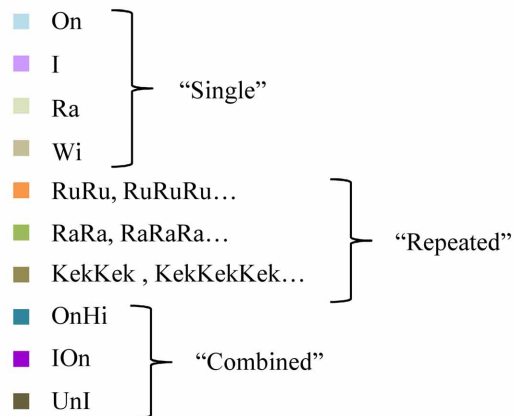 On
I
Ra
Wi
“Single”
RuRu, RuRuRu…
RaRa, RaRaRa…
KekKek , KekKekKek…
“Repeated”
OnHi
IOn
UnI
“Combined”